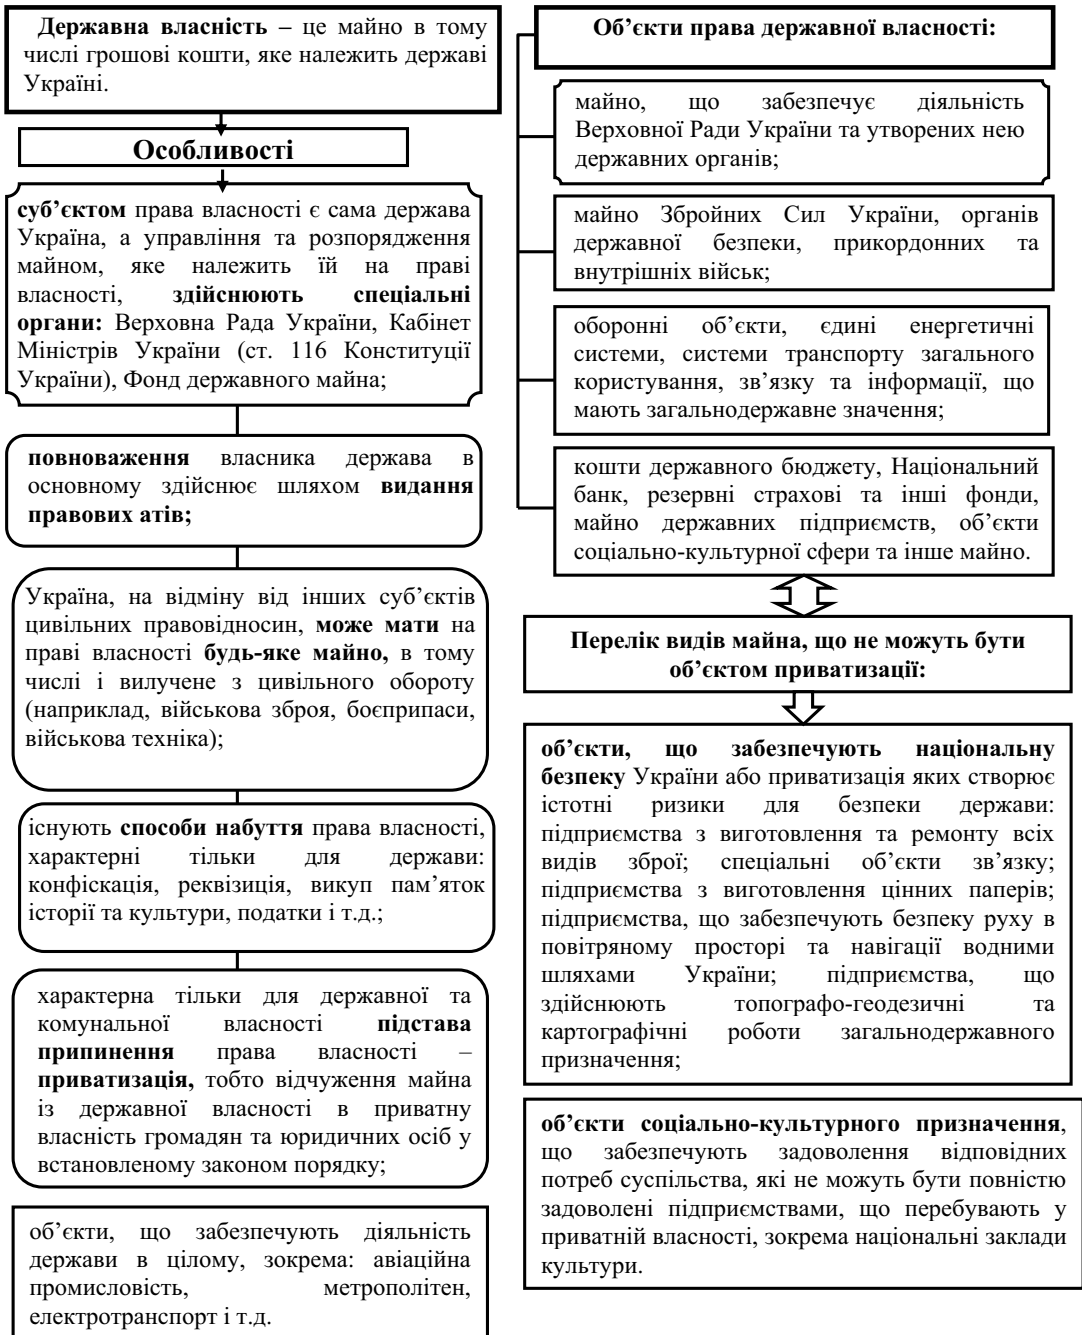 Державна власність – це майно в тому
числі грошові кошти, яке належить державі
Україні.
Особливості
суб’єктом права власності є сама держава
Україна, а управління та розпорядження
майном, яке належить їй на праві
власності, здійснюють спеціальні
органи: Верховна Рада України, Кабінет
Міністрів України (ст. 116 Конституції
України), Фонд державного майна;
повноваження власника держава в
основному здійснює шляхом видання
правових атів;
Україна, на відміну від інших суб’єктів
цивільних правовідносин, може мати на
праві власності будь-яке майно, в тому
числі і вилучене з цивільного обороту
(наприклад, військова зброя, боєприпаси,
військова техніка);
існують способи набуття права власності,
характерні тільки для держави:
конфіскація, реквізиція, викуп пам’яток
історії та культури, податки і т.д.;
характерна тільки для державної та
комунальної власності підстава
припинення права власності –
приватизація, тобто відчуження майна
із державної власності в приватну
власність громадян та юридичних осіб у
встановленому законом порядку;
об’єкти, що забезпечують діяльність
держави в цілому, зокрема: авіаційна
промисловість, метрополітен,
електротранспорт і т.д.
Об’єкти права державної власності:
майно, що забезпечує діяльність
Верховної Ради України та утворених нею
державних органів;
майно Збройних Сил України, органів
державної безпеки, прикордонних та
внутрішніх військ;
оборонні об’єкти, єдині енергетичні
системи, системи транспорту загального
користування, зв’язку та інформації, що
мають загальнодержавне значення;
кошти державного бюджету, Національний
банк, резервні страхові та інші фонди,
майно державних підприємств, об’єкти
соціально-культурної сфери та інше майно.
Перелік видів майна, що не можуть бути
об’єктом приватизації:
об’єкти, що забезпечують національну
безпеку України або приватизація яких створює
істотні ризики для безпеки держави:
підприємства з виготовлення та ремонту всіх
видів зброї; спеціальні об’єкти зв’язку;
підприємства з виготовлення цінних паперів;
підприємства, що забезпечують безпеку руху в
повітряному просторі та навігації водними
шляхами України; підприємства, що
здійснюють топографо-геодезичні та
картографічні роботи загальнодержавного
призначення;
об’єкти соціально-культурного призначення,
що забезпечують задоволення відповідних
потреб суспільства, які не можуть бути повністю
задоволені підприємствами, що перебувають у
приватній власності, зокрема національні заклади
культури.